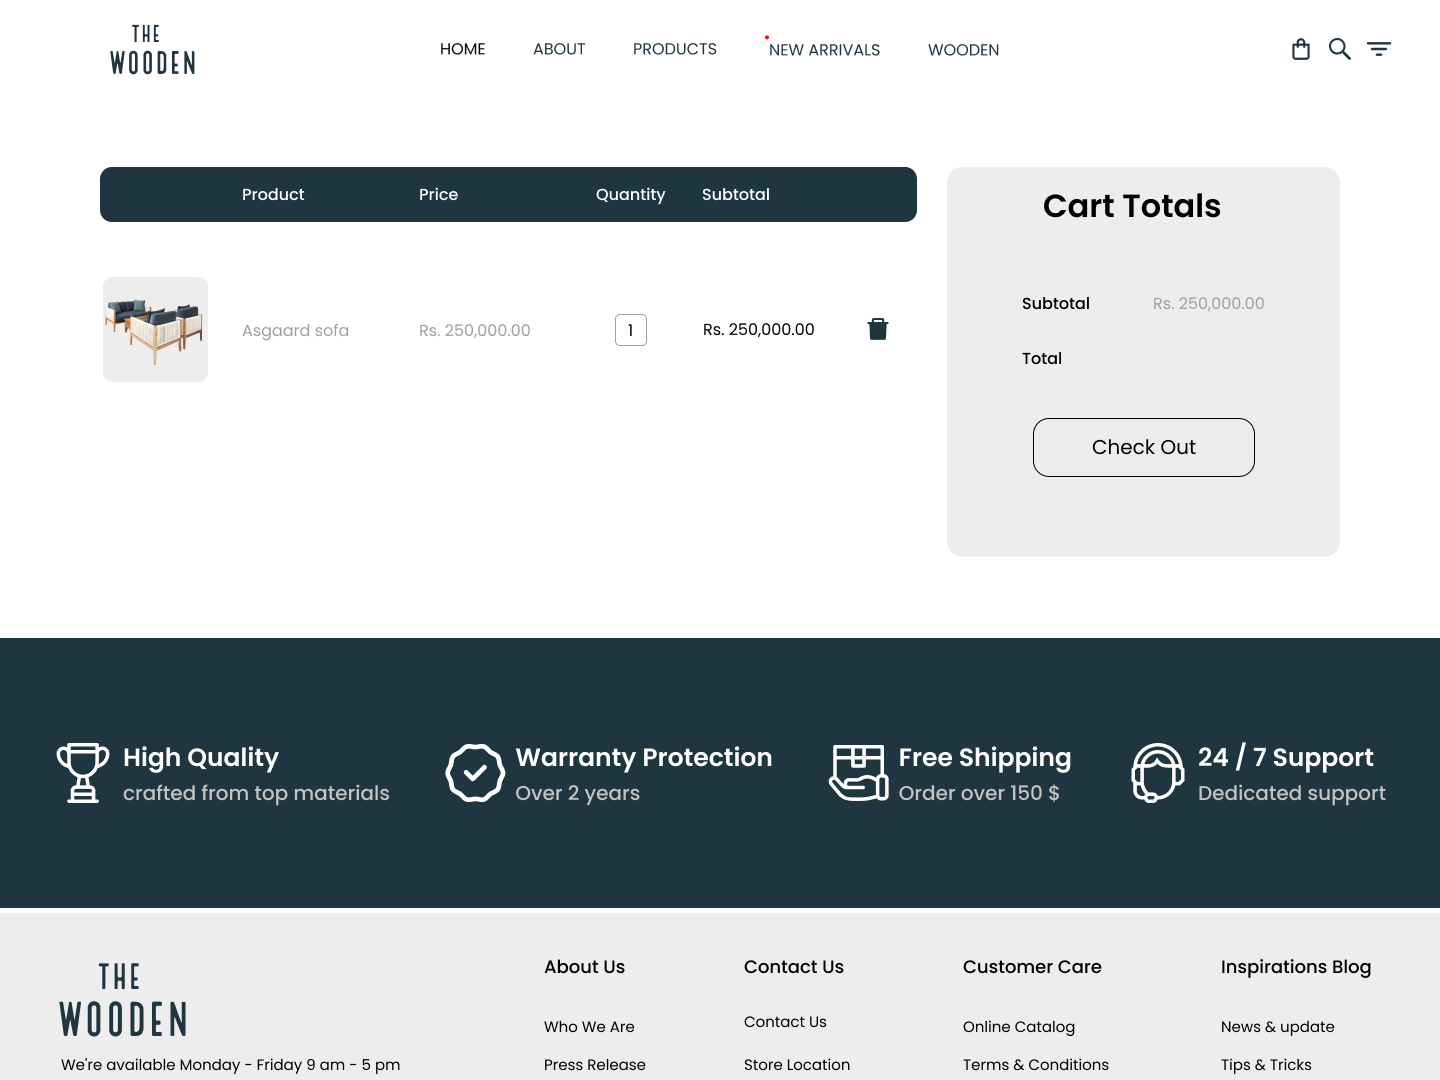 THE
WOODEN
HOME
ABOUT
PRODUCTS
NEW ARRIVALS
WOODEN
Product
Price
Quantity
Subtotal
Asgaard sofa
Rs. 250,000.00
1
Rs. 250,000.00
Cart Totals
Subtotal
Rs. 250,000.00
Total
Check Out
High Quality
crafted from top materials
Warranty Protection
Over 2 years
Free Shipping
Order over 150 $
24 / 7 Support
Dedicated support
THE
WOODEN
We're available Monday - Friday 9 am - 5 pm
About Us
Who We Are
Press Release
Contact Us
Contact Us
Store Location
Customer Care
Online Catalog
Terms & Conditions
Inspirations Blog
News & update
Tips & Tricks